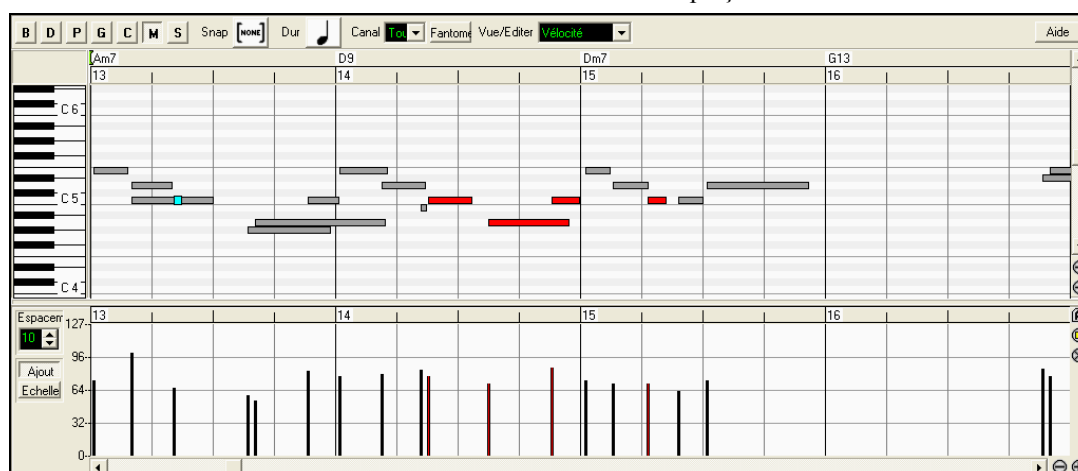 B D P G C M S Snap NONE Dur Canal Tou Fantome Vue/Editer Vélocité Aide
Am7 D9 Dm7 G13
13 14 15 16
C 6
C 5
C 4
Espacem
13 14 15 16
127
10
96
Ajout
64
Echelle
32
0